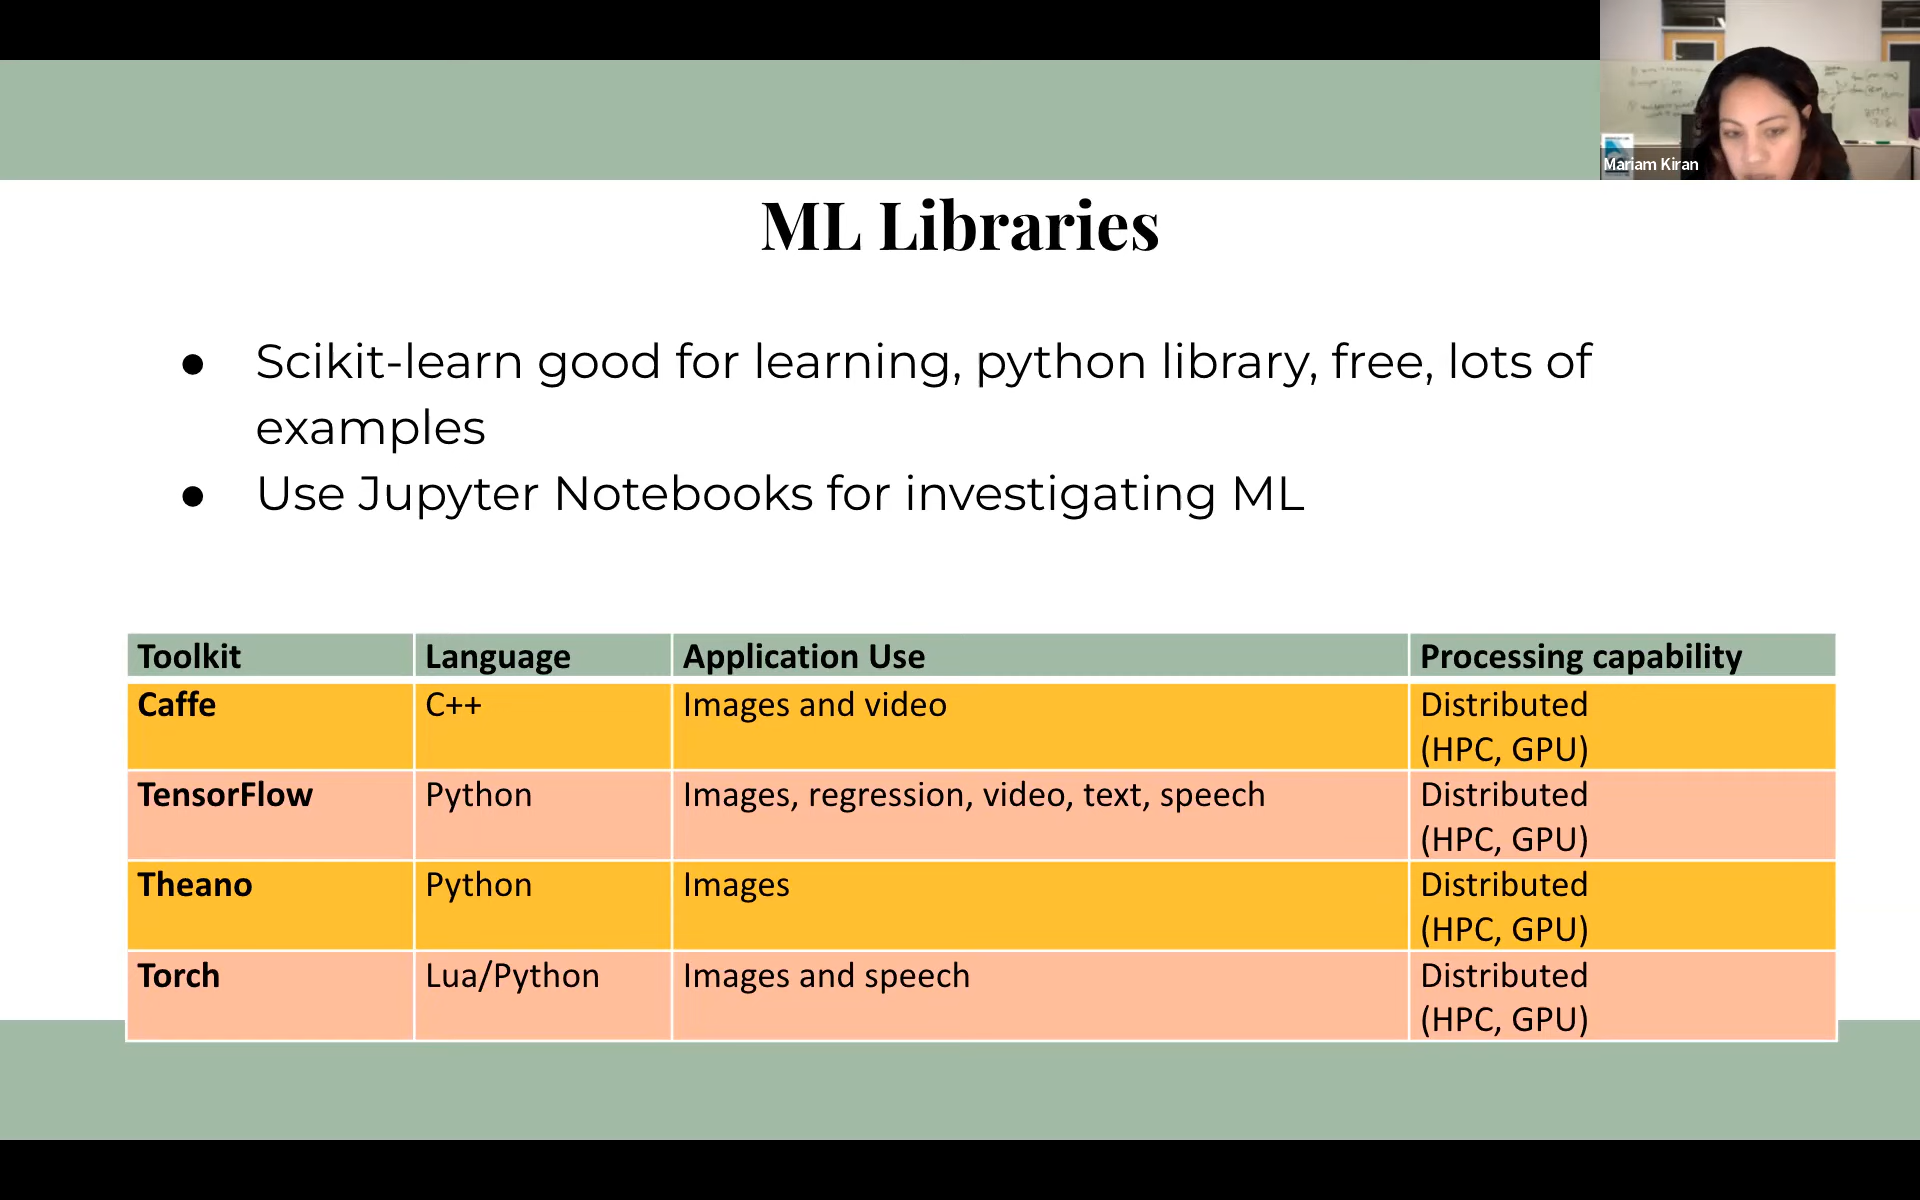 Mariam Kiran
ML Libraries
● Scikit-learn good for learning, python library, free, lots of
examples
● Use Jupyter Notebooks for investigating ML
Toolkit Language Application Use Processing capability
Caffe C++ Images and video Distributed
(HPC, GPU)
TensorFlow Python Images, regression, video, text, speech Distributed
(HPC, GPU)
Theano Python Images Distributed
(HPC, GPU)
Torch Lua/Python Images and speech Distributed
(HPC, GPU)